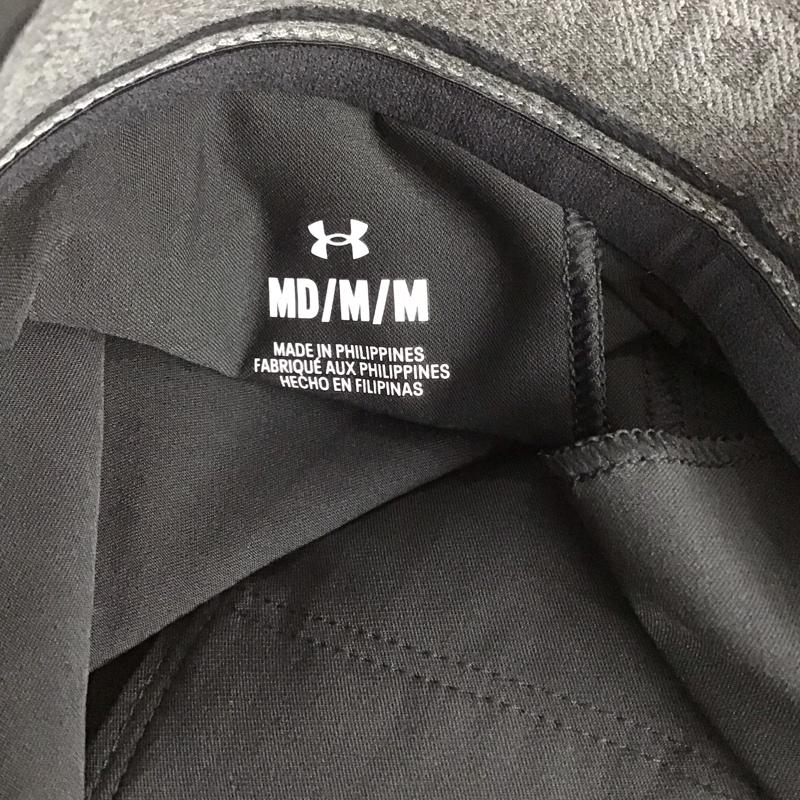 MD/M/M
MADE IN PHILIPPINES
FABRIQUÉ AUX PHILIPPINES
HECHO EN FILIPINAS